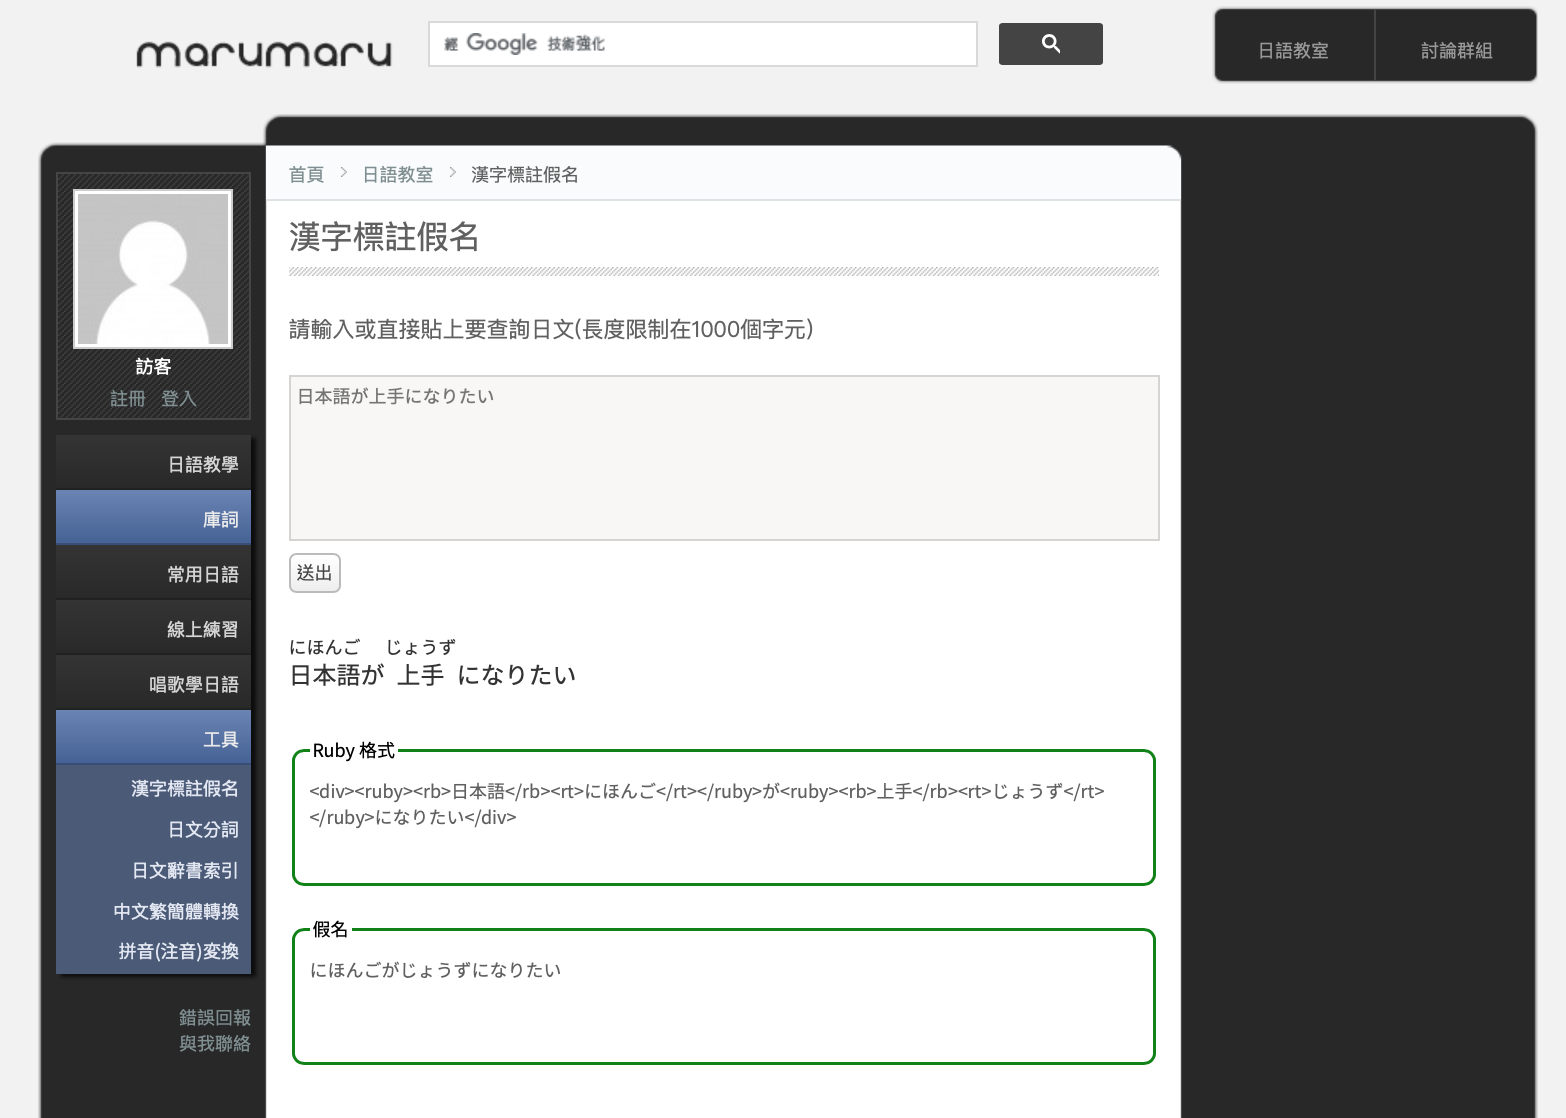 marumaru
經 Google 技術強化
日語教室
討論群組
首頁 > 日語教室 > 漢字標註假名
訪客
註冊 登入
日語教學
庫詞
常用日語
線上練習
唱歌學日語
工具
漢字標註假名
日文分詞
日文辭書索引
中文繁簡體轉換
拼音(注音)変換
錯誤回報
與我聯絡
漢字標註假名
請輸入或直接貼上要查詢日文(長度限制在1000個字元)
日本語が上手になりたい
送出
にほんご じょうず
日本語が 上手 になりたい
Ruby 格式
<div><ruby><rb>日本語</rb><rt>にほんご</rt></ruby>が<ruby><rb>上手</rb><rt>じょうず</rt>
</ruby>になりたい</div>
假名
にほんごがじょうずになりたい